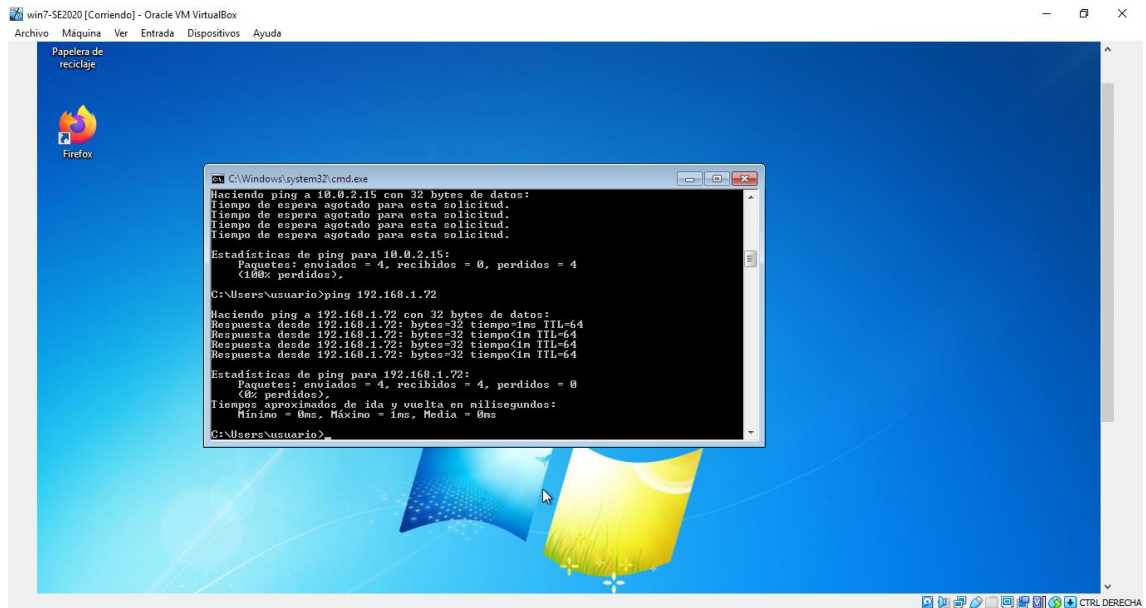 win7-SE2020 [Corriendo] - Oracle VM VirtualBox
Archivo Máquina Ver Entrada Dispositivos Ayuda
Papelera de
reciclaje
Firefox
C:\Windows\system32\cmd.exe
Haciendo ping a 10.0.2.15 con 32 bytes de datos:
Tiempo de espera agotado para esta solicitud.
Tiempo de espera agotado para esta solicitud.
Tiempo de espera agotado para esta solicitud.
Tiempo de espera agotado para esta solicitud.
Estadísticas de ping para 10.0.2.15:
Paquetes: enviados = 4, recibidos = 0, perdidos = 4
(100% perdidos),
C:\Users\usuario>ping 192.168.1.72
Haciendo ping a 192.168.1.72 con 32 bytes de datos:
Respuesta desde 192.168.1.72: bytes=32 tiempo=1ms TTL=64
Respuesta desde 192.168.1.72: bytes=32 tiempo<1m TTL=64
Respuesta desde 192.168.1.72: bytes=32 tiempo<1m TTL=64
Respuesta desde 192.168.1.72: bytes=32 tiempo<1m TTL=64
Estadísticas de ping para 192.168.1.72:
Paquetes: enviados = 4, recibidos = 4, perdidos = 0
(0% perdidos),
Tiempos aproximados de ida y vuelta en milisegundos:
Mínimo = 0ms, Máximo = 1ms, Media = 0ms
C:\Users\usuario>_
CTRL DERECHA